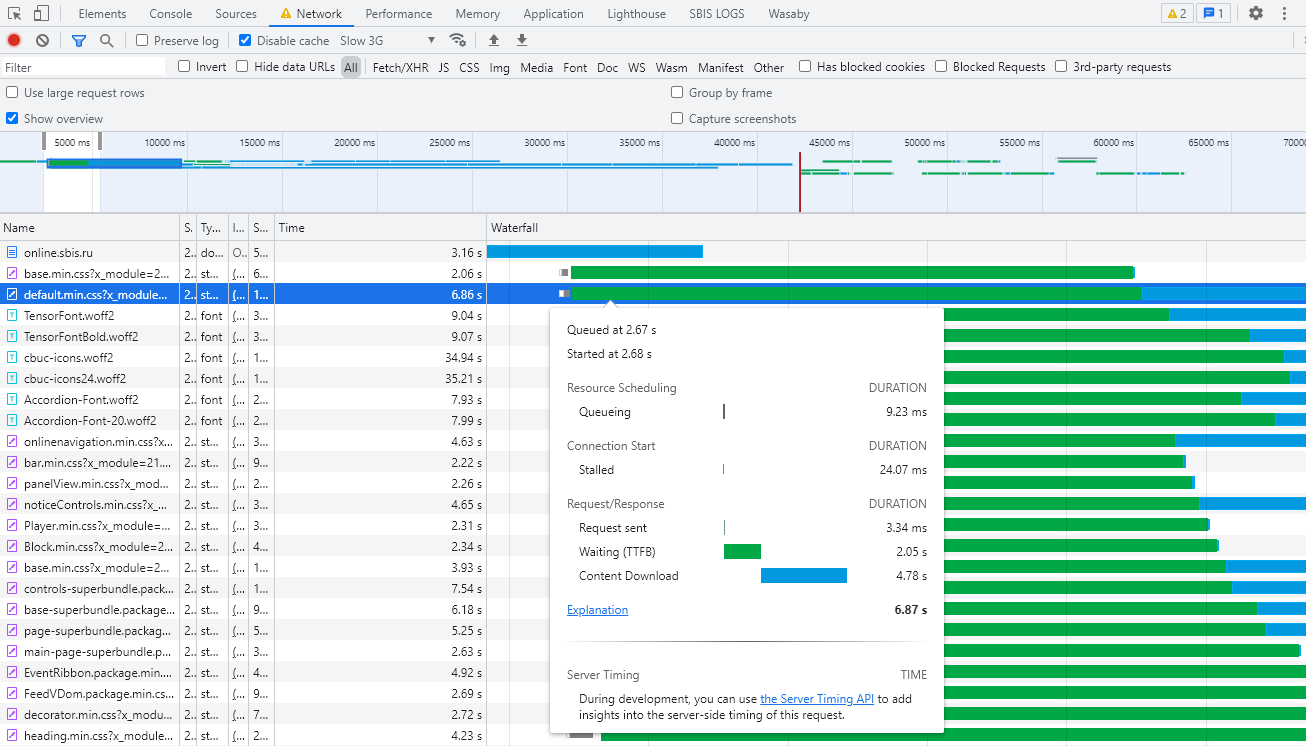 Elements Console Sources Network Performance Memory Application Lighthouse SBIS LOGS Wasaby 2 1
Preserve log Disable cache Slow 3G
Filter Invert Hide data URLs All Fetch/XHR JS CSS Img Media Font Doc WS Wasm Manifest Other Has blocked cookies Blocked Requests 3rd-party requests
Use large request rows Group by frame
Show overview Capture screenshots
5000 ms 10000 ms 15000 ms 20000 ms 25000 ms 30000 ms 35000 ms 40000 ms 45000 ms 50000 ms 55000 ms 60000 ms 65000 ms 7000
Name S. Ty... I... S... Time Waterfall
online.sbis.ru 2.. do... O.. 5... 3.16 s
base.min.css?x_module=2... 2.. st... (... 6... 2.06 s
default.min.css?x_module... 2.. st... (... 1... 6.86 s
TensorFont.woff2 2.. font (... 3... 9.04 s
TensorFontBold.woff2 2.. font (... 3... 9.07 s
cbuc-icons.woff2 2.. font (... 1... 34.94 s
cbuc-icons24.woff2 2.. font (... 1... 35.21 s
Accordion-Font.woff2 2.. font (... 2... 7.93 s
Accordion-Font-20.woff2 2.. font (... 2... 7.99 s
onlinenavigation.min.css?x... 2.. st... (... 3... 4.63 s
bar.min.css?x_module=21.... 2.. st... (... 9... 2.22 s
panelView.min.css?x_mod... 2.. st... (... 2... 2.26 s
noticeControls.min.css?x_... 2.. st... (... 3... 4.65 s
Player.min.css?x_module=... 2.. st... (... 3... 2.31 s
Block.min.css?x_module=2... 2.. st... (... 4... 2.34 s
base.min.css?x_module=2... 2.. st... (... 1... 3.93 s
controls-superbundle.pack... 2.. st... (... 1... 7.54 s
base-superbundle.package... 2.. st... (... 9... 6.18 s
page-superbundle.packag... 2.. st... (... 5... 5.25 s
main-page-superbundle.p... 2.. st... (... 3... 2.63 s
EventRibbon.package.min.... 2.. st... (... 4... 4.92 s
FeedVDom.package.min.cs... 2.. st... (... 9... 2.69 s
decorator.min.css?x_modu... 2.. st... (... 7... 2.72 s
heading.min.css?x_module... 2.. st... (... 2... 4.23 s
Queued at 2.67 s
Started at 2.68 s
Resource Scheduling DURATION
Queueing 9.23 ms
Connection Start DURATION
Stalled 24.07 ms
Request/Response DURATION
Request sent 3.34 ms
Waiting (TTFB) 2.05 s
Content Download 4.78 s
Explanation 6.87 s
Server Timing TIME
During development, you can use the Server Timing API to add
insights into the server-side timing of this request.